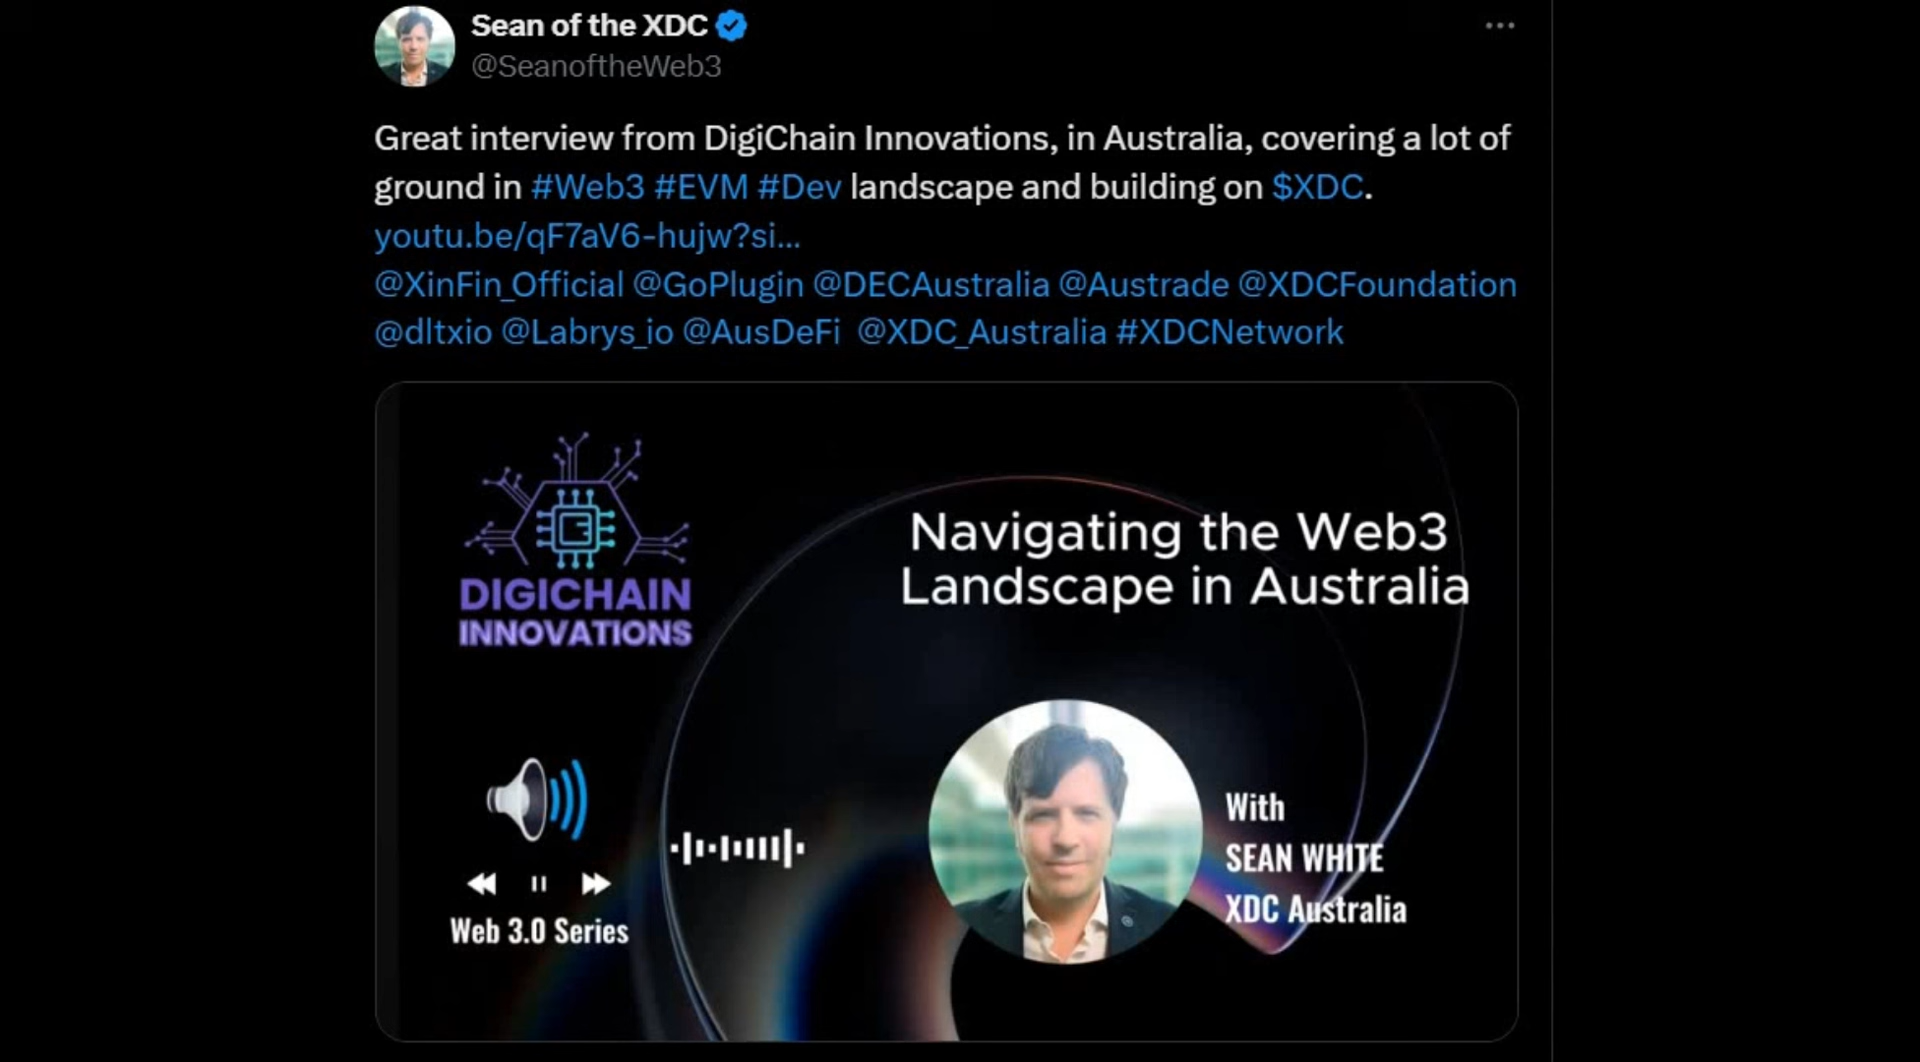 Sean of the XDC
@SeanoftheWeb3
Great interview from DigiChain Innovations, in Australia, covering a lot of
ground in #Web3 #EVM #Dev landscape and building on $XDC.
youtu.be/qF7aV6-hujw?si...
@XinFin_Official @GoPlugin @DECAustralia @Austrade @XDCFoundation
@dltxio @Labrys_io @AusDeFi @XDC_Australia #XDCNetwork
DIGICHAIN
INNOVATIONS
Navigating the Web3
Landscape in Australia
With
SEAN WHITE
XDC Australia
Web 3.0 Series